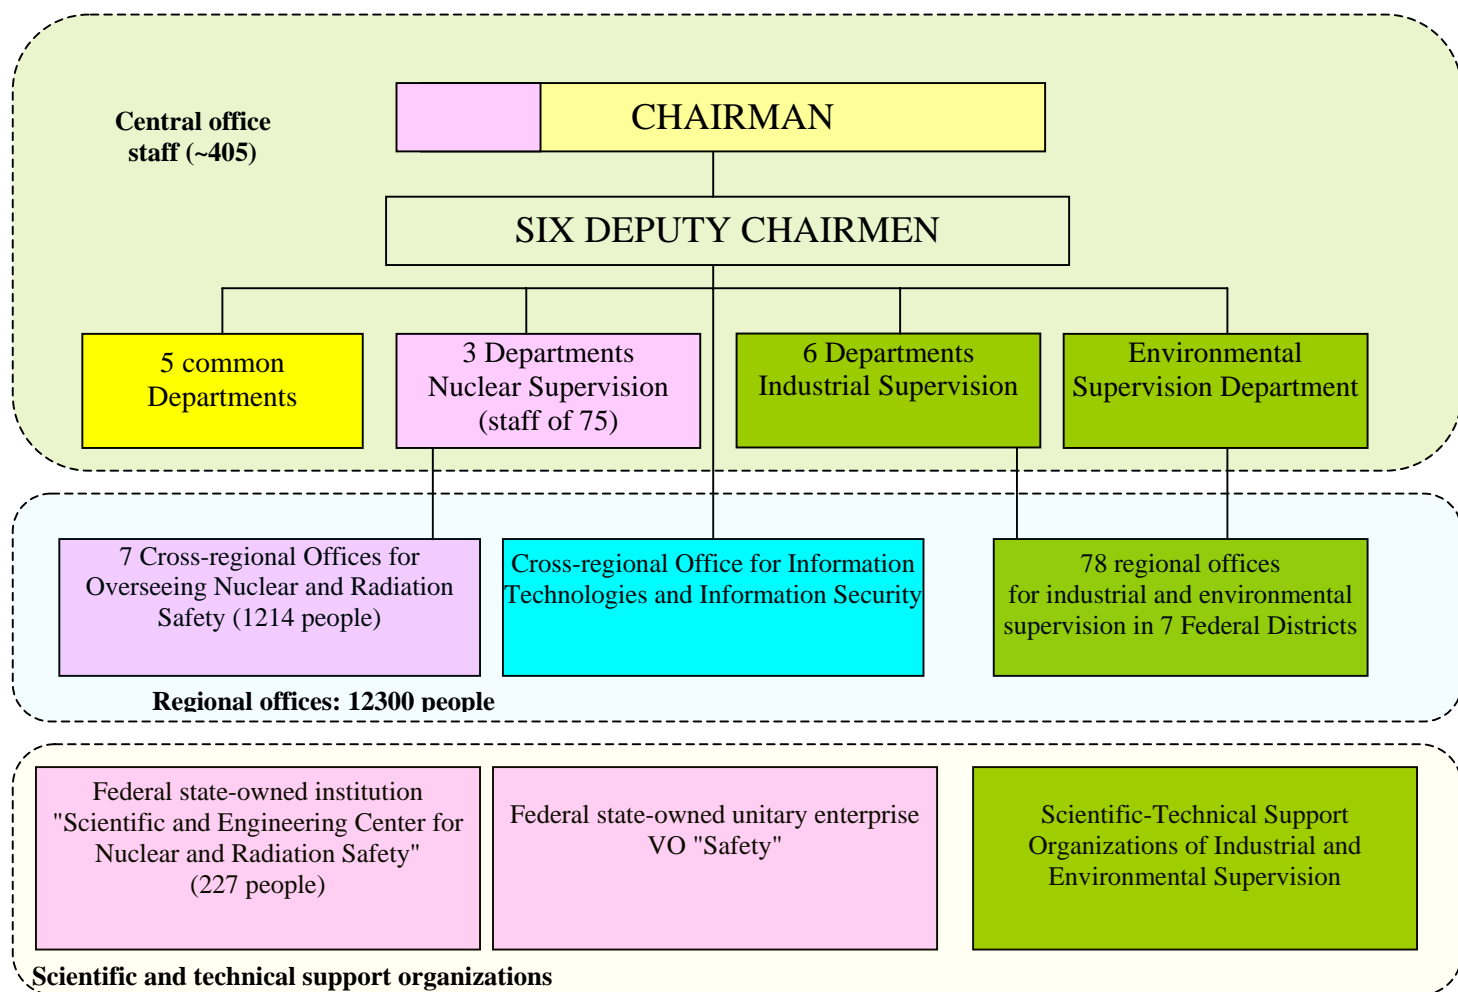 Central office
staff (~405)
CHAIRMAN
SIX DEPUTY CHAIRMEN
5 common
Departments
3 Departments
Nuclear Supervision
(staff of 75)
6 Departments
Industrial Supervision
Environmental
Supervision Department
7 Cross-regional Offices for
Overseeing Nuclear and Radiation
Safety (1214 people)
Cross-regional Office for Information
Technologies and Information Security
78 regional offices
for industrial and environmental
supervision in 7 Federal Districts
Regional offices: 12300 people
Federal state-owned institution
"Scientific and Engineering Center for
Nuclear and Radiation Safety"
(227 people)
Federal state-owned unitary enterprise
VO "Safety"
Scientific-Technical Support
Organizations of Industrial and
Environmental Supervision
Scientific and technical support organizations